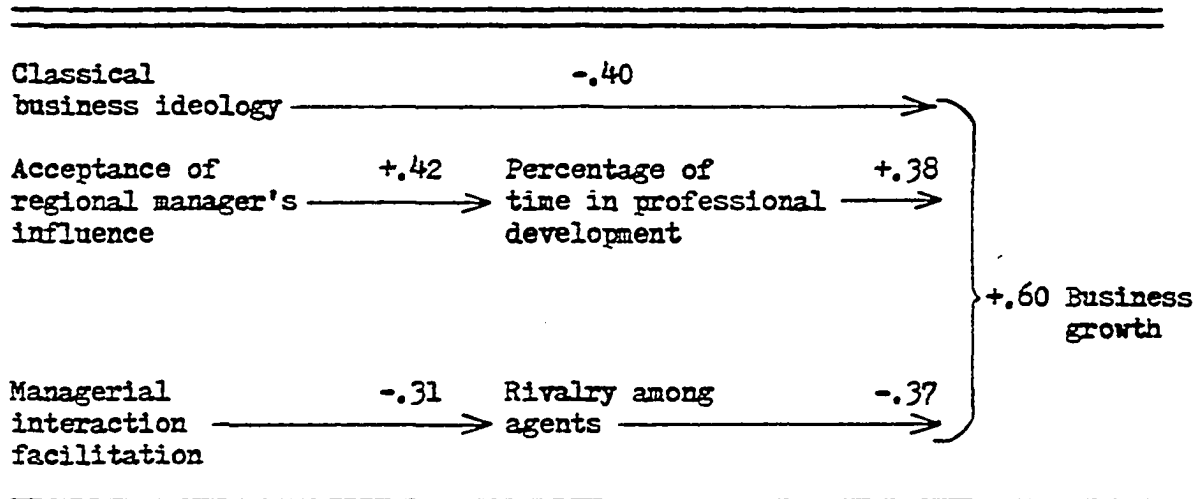 Classical -.40
business ideology
Acceptance of +.42 Percentage of +.38
regional manager's time in professional
influence development
+.60 Business
growth
Managerial -.31 Rivalry among -.37
interaction agents
facilitation